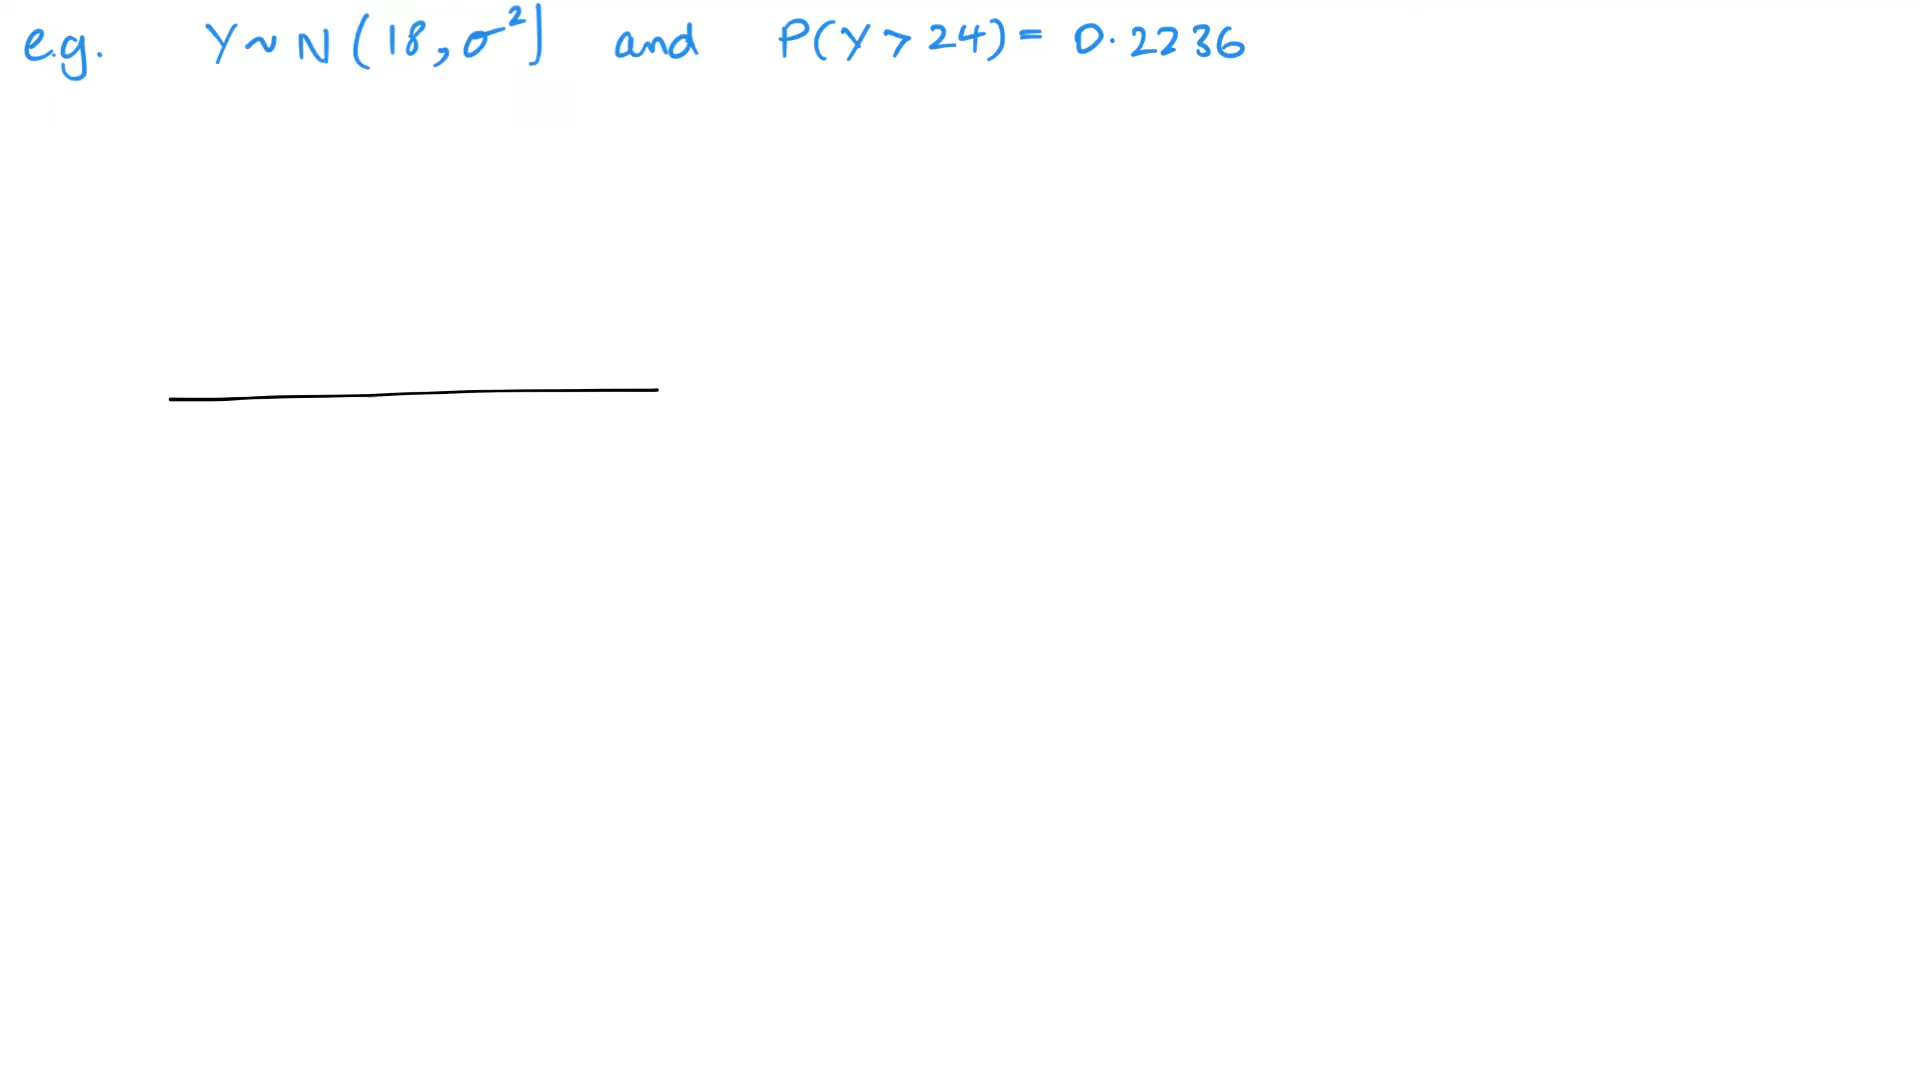 e.g. Y ~ N (18, σ²] and P(Y > 24) = 0.2236